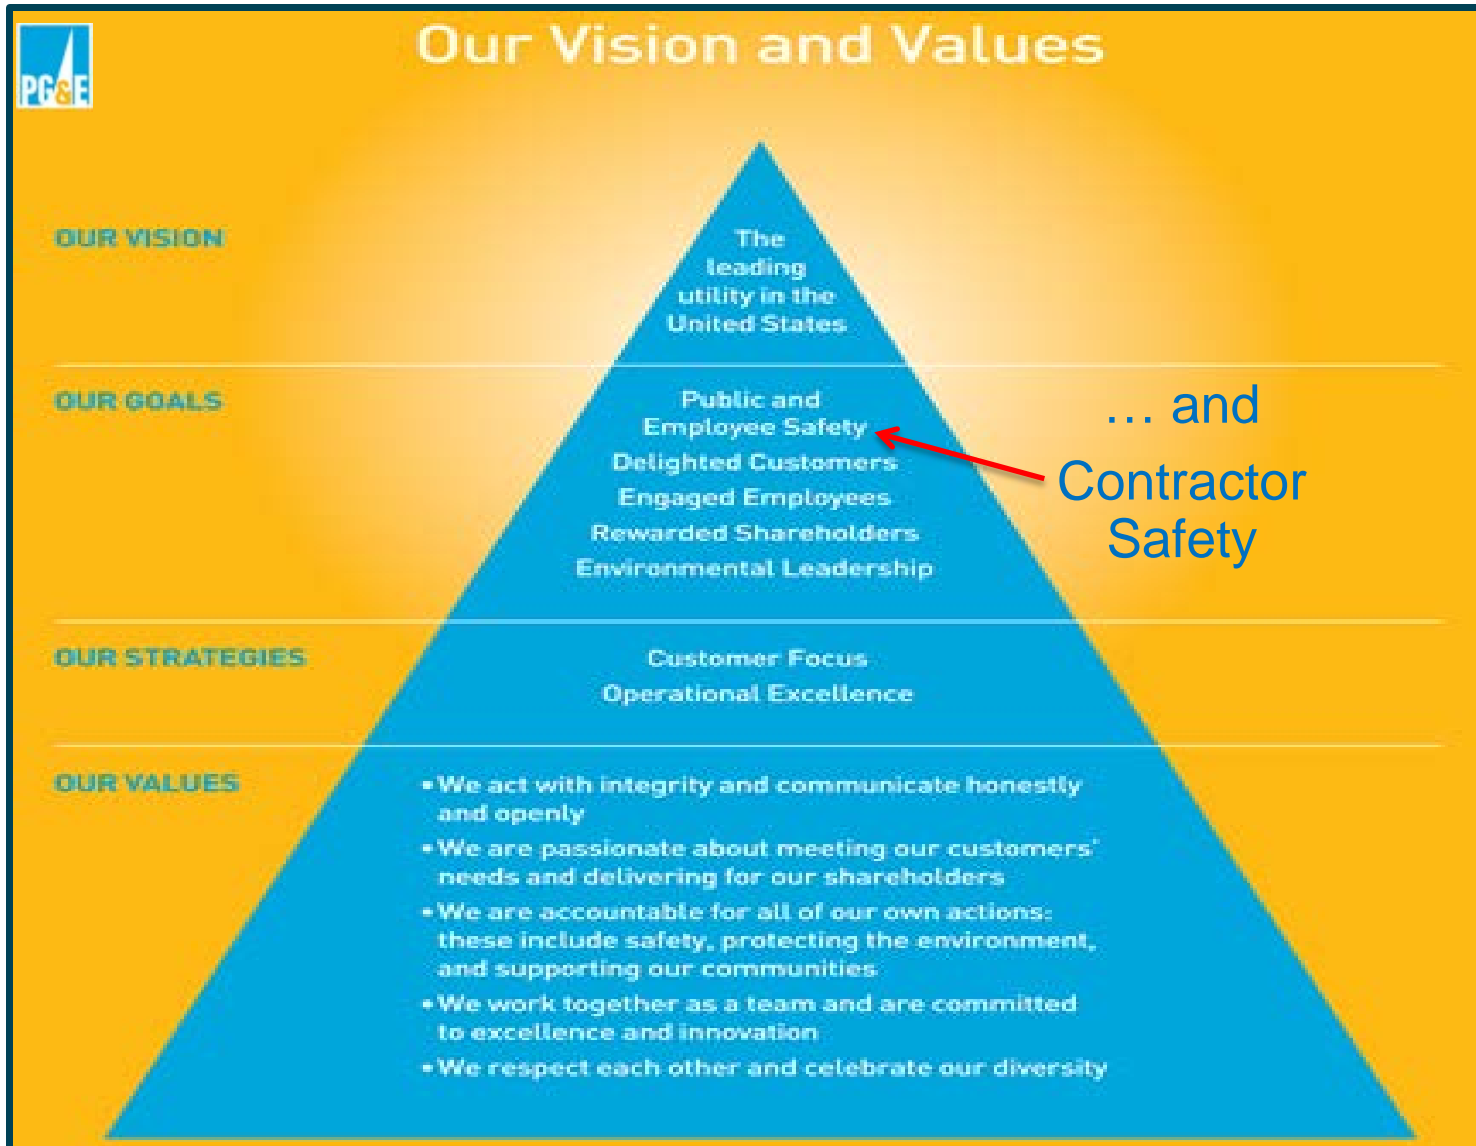 PG&E
Our Vision and Values
OUR VISION
The
leading
utility in the
United States
OUR GOALS
Public and
Employee Safety
Delighted Customers
Engaged Employees
Rewarded Shareholders
Environmental Leadership
… and
Contractor
Safety
OUR STRATEGIES
Customer Focus
Operational Excellence
OUR VALUES
• We act with integrity and communicate honestly
and openly
• We are passionate about meeting our customers'
needs and delivering for our shareholders
• We are accountable for all of our own actions:
these include safety, protecting the environment,
and supporting our communities
• We work together as a team and are committed
to excellence and innovation
• We respect each other and celebrate our diversity